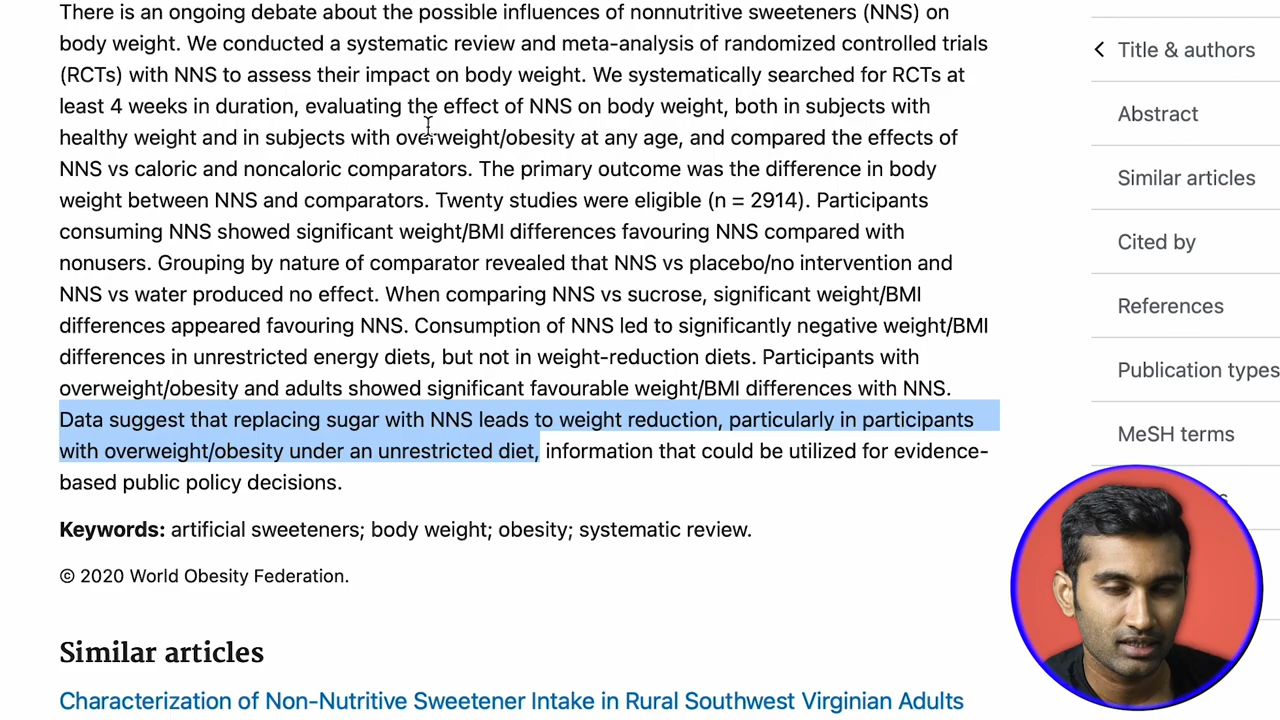 There is an ongoing debate about the possible influences of nonnutritive sweeteners (NNS) on
body weight. We conducted a systematic review and meta-analysis of randomized controlled trials
(RCTs) with NNS to assess their impact on body weight. We systematically searched for RCTs at
least 4 weeks in duration, evaluating the effect of NNS on body weight, both in subjects with
healthy weight and in subjects with overweight/obesity at any age, and compared the effects of
NNS vs caloric and noncaloric comparators. The primary outcome was the difference in body
weight between NNS and comparators. Twenty studies were eligible (n = 2914). Participants
consuming NNS showed significant weight/BMI differences favouring NNS compared with
nonusers. Grouping by nature of comparator revealed that NNS vs placebo/no intervention and
NNS vs water produced no effect. When comparing NNS vs sucrose, significant weight/BMI
differences appeared favouring NNS. Consumption of NNS led to significantly negative weight/BMI
differences in unrestricted energy diets, but not in weight-reduction diets. Participants with
overweight/obesity and adults showed significant favourable weight/BMI differences with NNS.
Data suggest that replacing sugar with NNS leads to weight reduction, particularly in participants
with overweight/obesity under an unrestricted diet, information that could be utilized for evidence-
based public policy decisions.
Keywords: artificial sweeteners; body weight; obesity; systematic review.
© 2020 World Obesity Federation.
Similar articles
Characterization of Non-Nutritive Sweetener Intake in Rural Southwest Virginian Adults
Title & authors
Abstract
Similar articles
Cited by
References
Publication types
MeSH terms